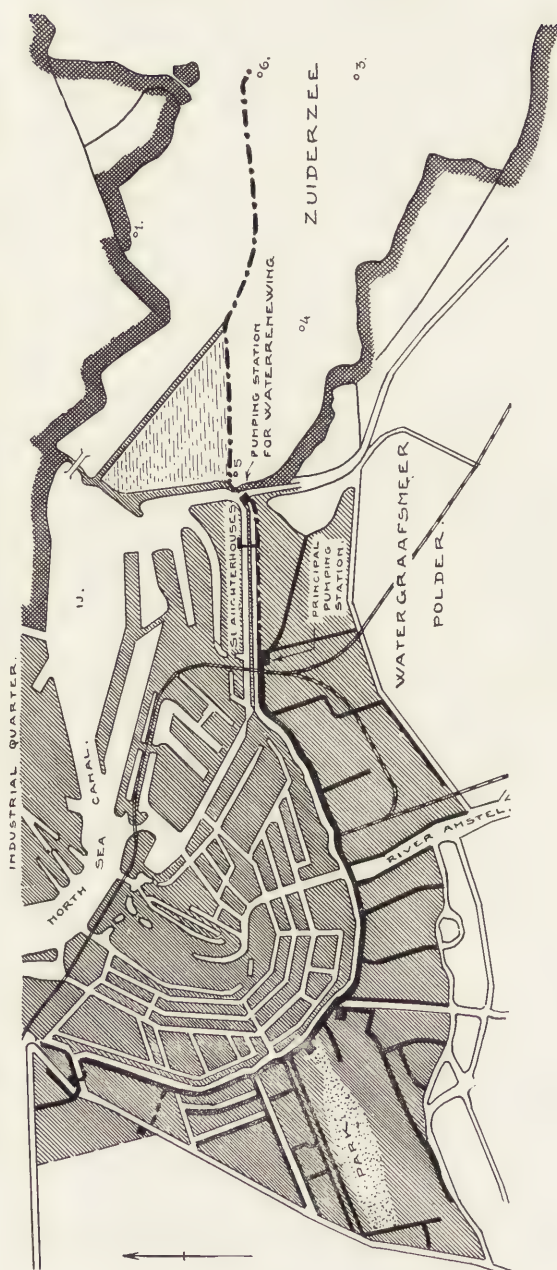 INDUSTRIAL QUARTER.
NORTH SEA CANAL.
IJ.
o1.
o6.
o3.
ZUIDERZEE
o4
PUMPING STATION
FOR WATERRENEWING
o5
SLAUGHTERHOUSES
PRINCIPAL
PUMPING
STATION.
WATERGRAAFSMEER
POLDER.
RIVER AMSTEL.
PARK